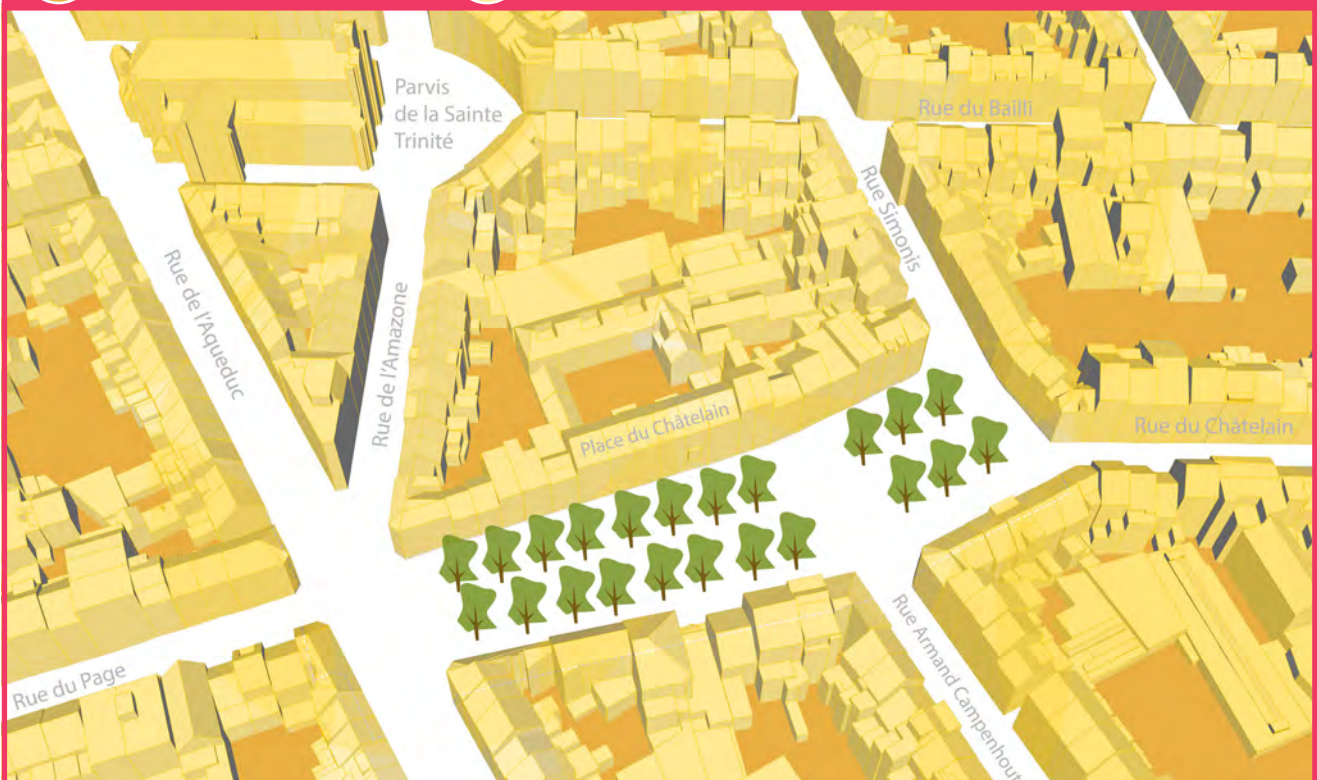 Parvis
de la Sainte
Trinité
Rue du Bailli
Rue Simonis
Rue de l'Aqueduc
Rue de l'Amazone
Place du Châtelain
Rue du Châtelain
Rue du Page
Rue Armand Campenhout